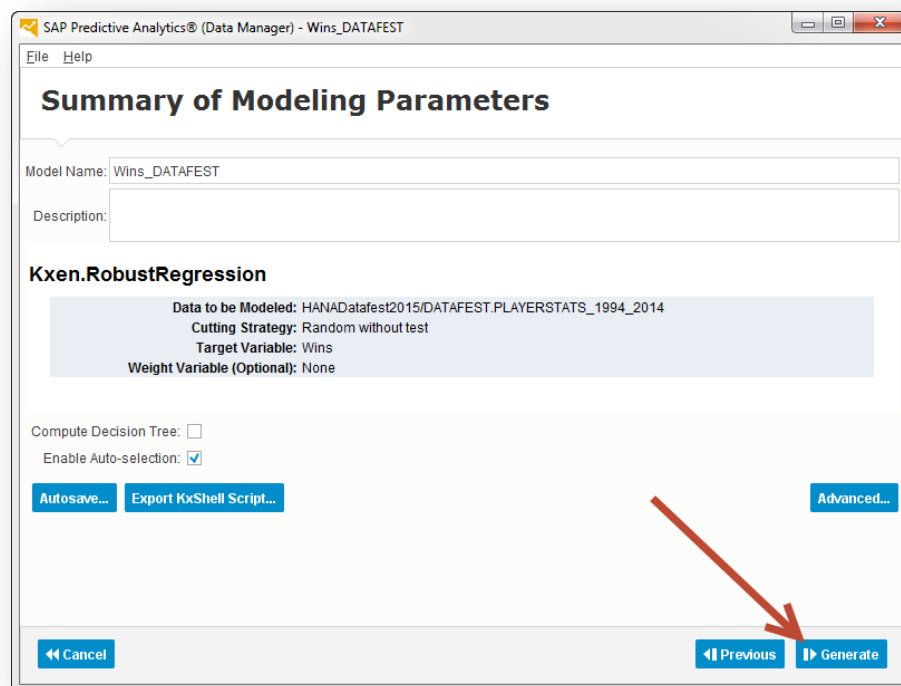 SAP Predictive Analytics® (Data Manager) - Wins_DATAFEST
File Help
Summary of Modeling Parameters
Model Name: Wins_DATAFEST
Description:
Kxen.RobustRegression
Data to be Modeled: HANADatafest2015/DATAFEST.PLAYERSTATS_1994_2014
Cutting Strategy: Random without test
Target Variable: Wins
Weight Variable (Optional): None
Compute Decision Tree:
Enable Auto-selection:
Autosave... Export KxShell Script... Advanced...
Cancel Previous Generate